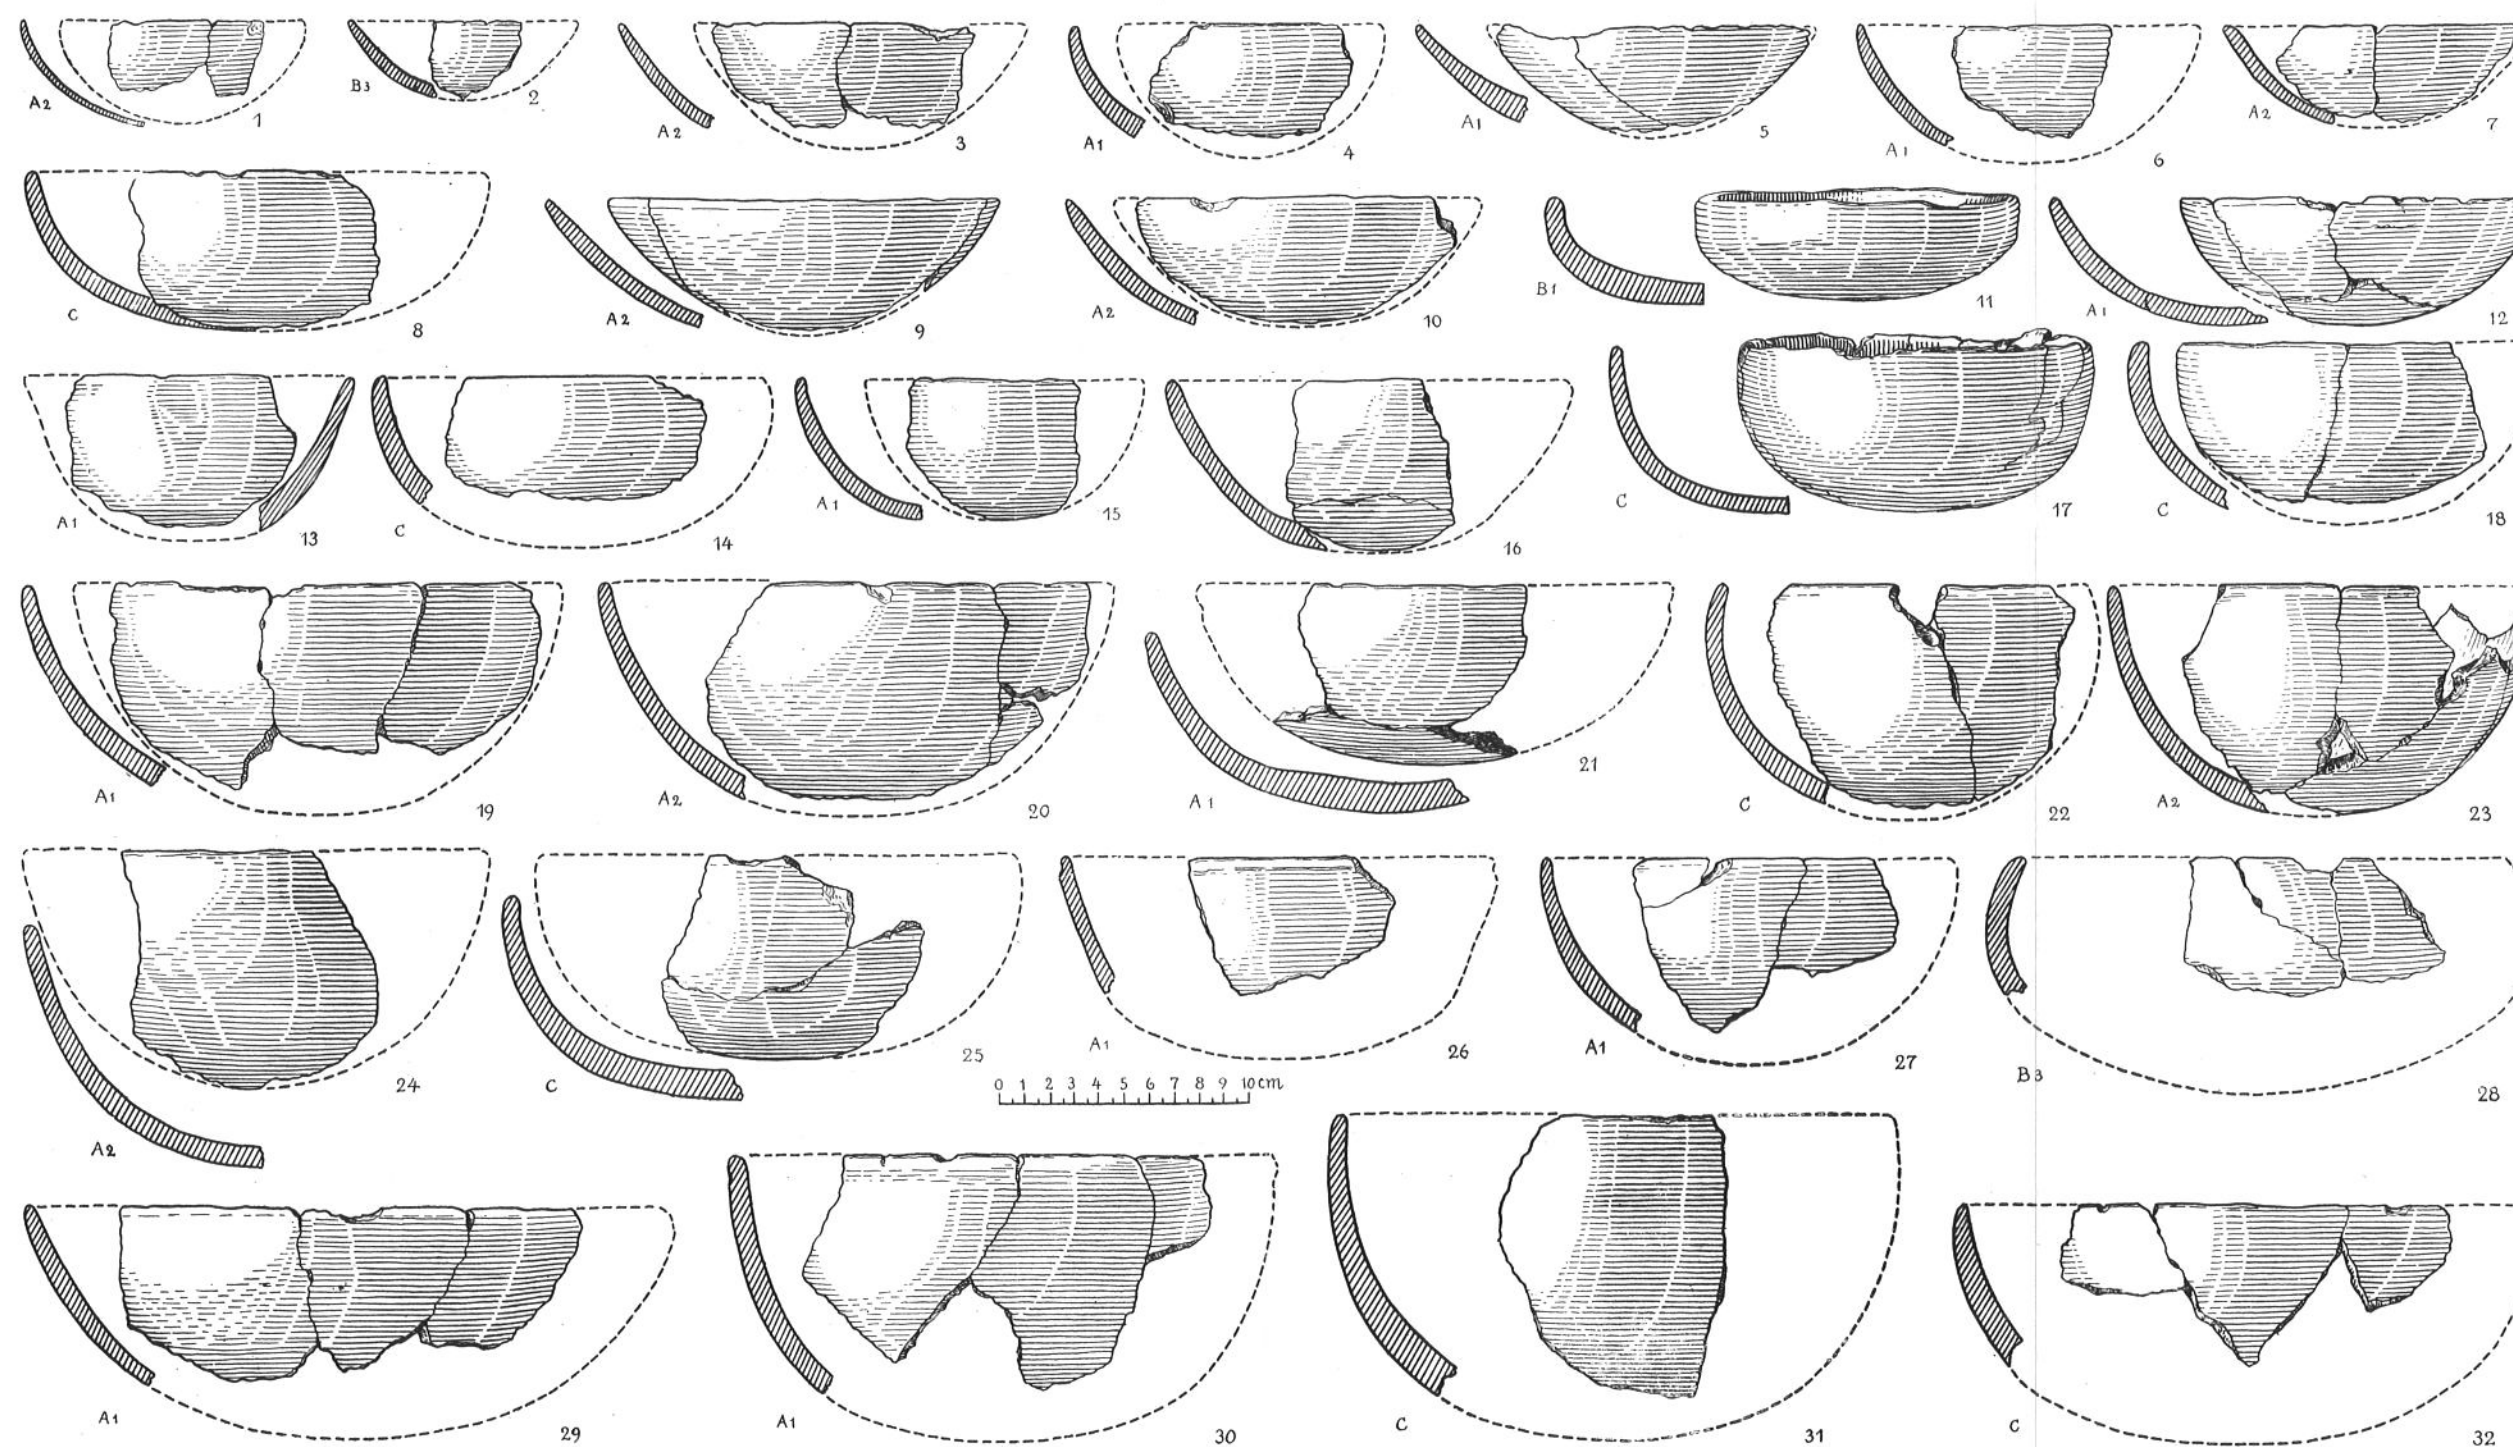 A2 1
B3 2
A2 3
A1 4
A1 5
A1 6
A2 7
C 8
A2 9
A2 10
B1 11
A1 12
A1 13
C 14
A1 15
16
C 17
C 18
A1 19
A2 20
A1 21
C 22
A2 23
A2 24
C 25
A1 26
A1 27
B3 28
0 1 2 3 4 5 6 7 8 9 10cm
A1 29
A1 30
C 31
C 32